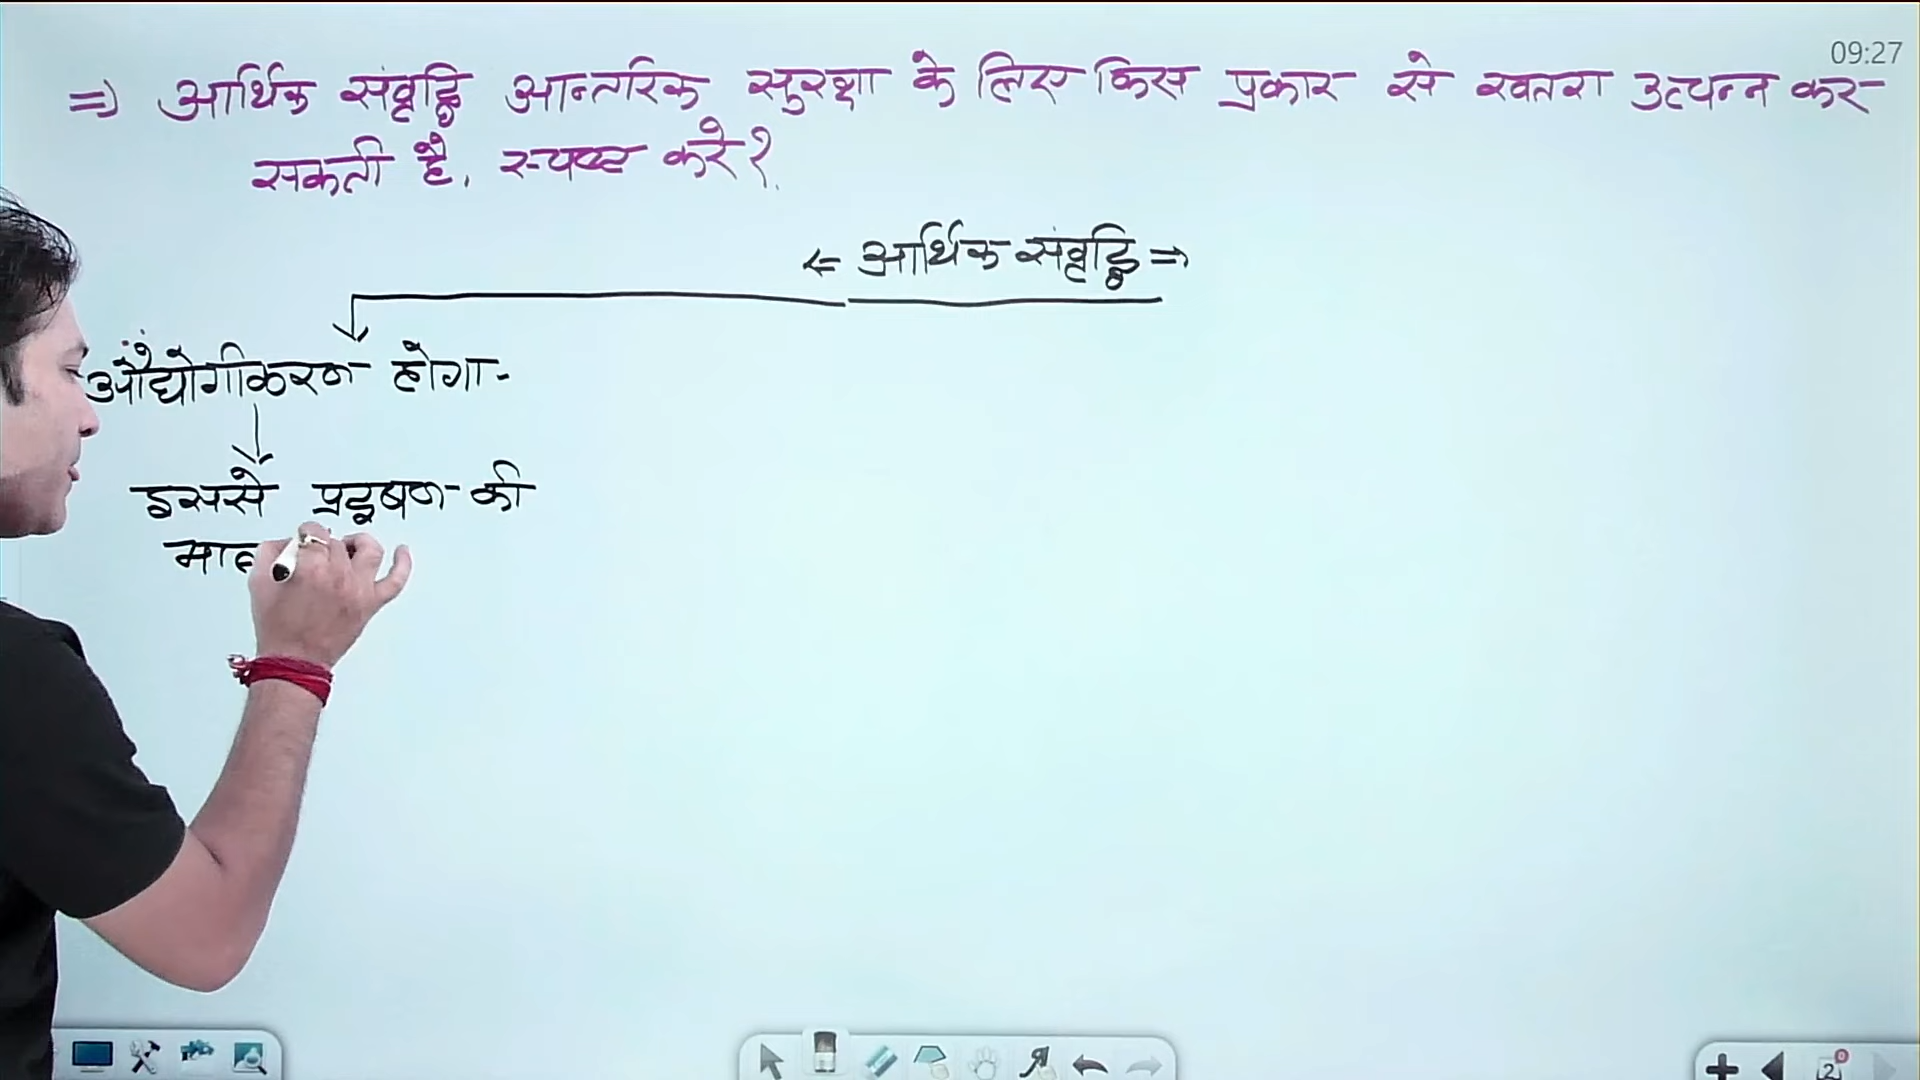 09:27
⇒ आर्थिक संवृद्धि आन्तरिक सुरक्षा के लिए किस प्रकार से खतरा उत्पन्न कर
सकती है, स्पष्ट करे?
← आर्थिक संवृद्धि ⇒
औद्योगीकरण होगा-
इससे प्रदूषण की
2